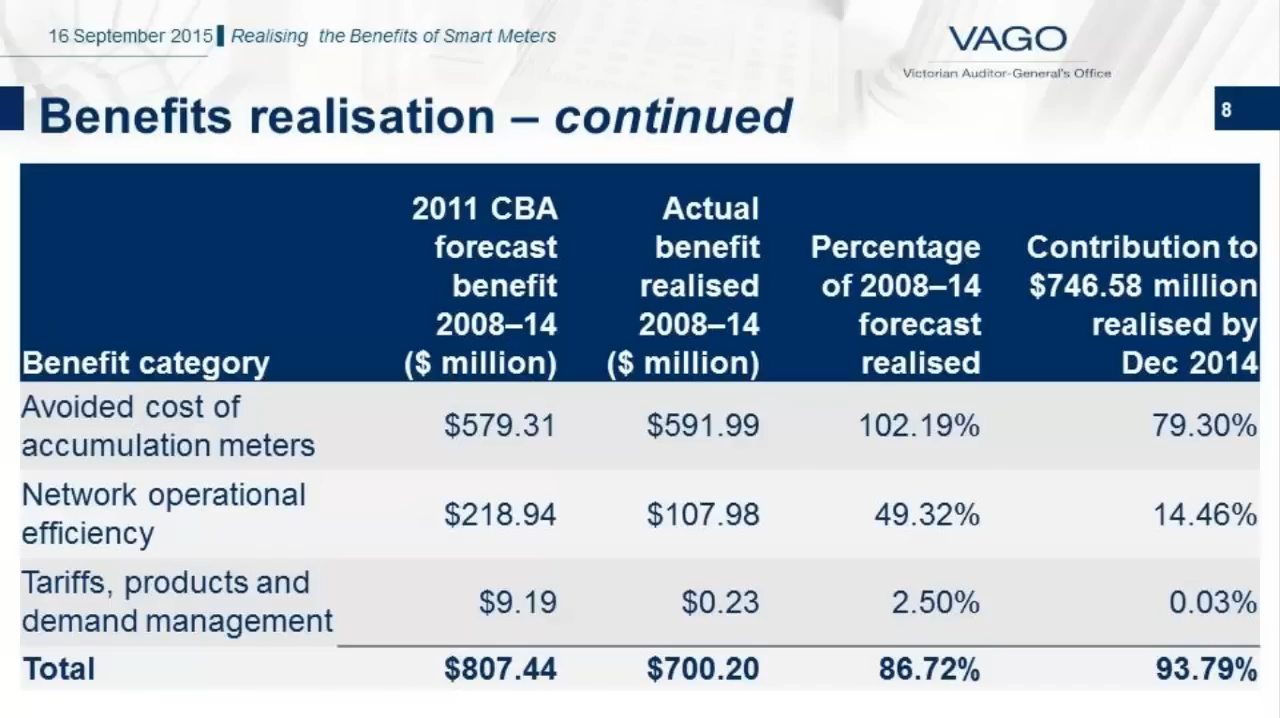 16 September 2015 Realising the Benefits of Smart Meters
VAGO
Victorian Auditor-General's Office
Benefits realisation – continued
8
Benefit category
2011 CBA
forecast
benefit
2008–14
($ million)
Actual
benefit
realised
2008–14
($ million)
Percentage
of 2008–14
forecast
realised
Contribution to
$746.58 million
realised by
Dec 2014
Avoided cost of
accumulation meters
$579.31 $591.99 102.19% 79.30%
Network operational
efficiency
$218.94 $107.98 49.32% 14.46%
Tariffs, products and
demand management
$9.19 $0.23 2.50% 0.03%
Total $807.44 $700.20 86.72% 93.79%